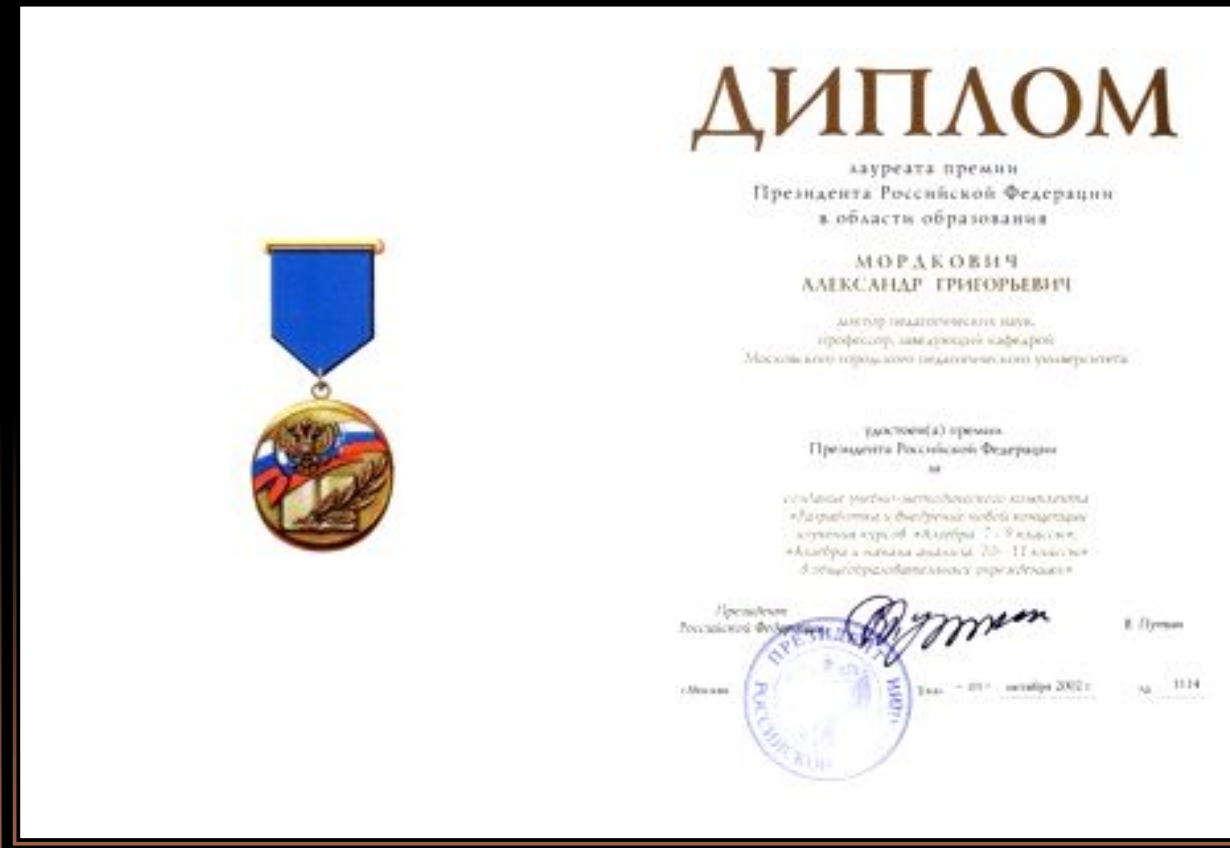 ДИПЛОМ
лауреата премии
Президента Российской Федерации
в области образования
МОРДКОВИЧ
АЛЕКСАНДР ГРИГОРЬЕВИЧ
доктор педагогических наук,
профессор, заведующий кафедрой
Московского городского педагогического университета
удостоен(а) премии
Президента Российской Федерации
за
создание учебно-методического комплекта
«Разработка и внедрение новой концепции
изучения курсов «Алгебра. 7-9 классы»,
«Алгебра и начала анализа. 10-11 классы»
в общеобразовательных учреждениях»
Президент
Российской Федерации
В. Путин
ПРЕЗИДЕНТ
РОССИЙСКОЙ
г. Москва
Указ октября 2002 г. № 1114